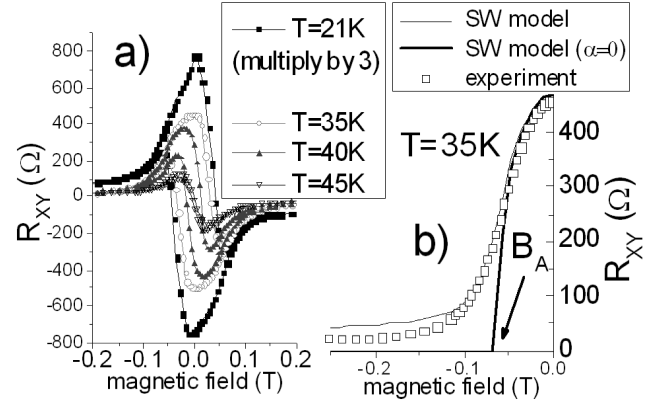 a)
T=21K
(multiply by 3)
T=35K
T=40K
T=45K
800
600
400
200
0
-200
-400
-600
-800
R_XY (Ω)
-0.2 -0.1 0.0 0.1 0.2
magnetic field (T)
SW model
SW model (α=0)
experiment
T=35K
b)
B_A
400
300
200
100
0
R_XY (Ω)
-0.2 -0.1 0.0
magnetic field (T)